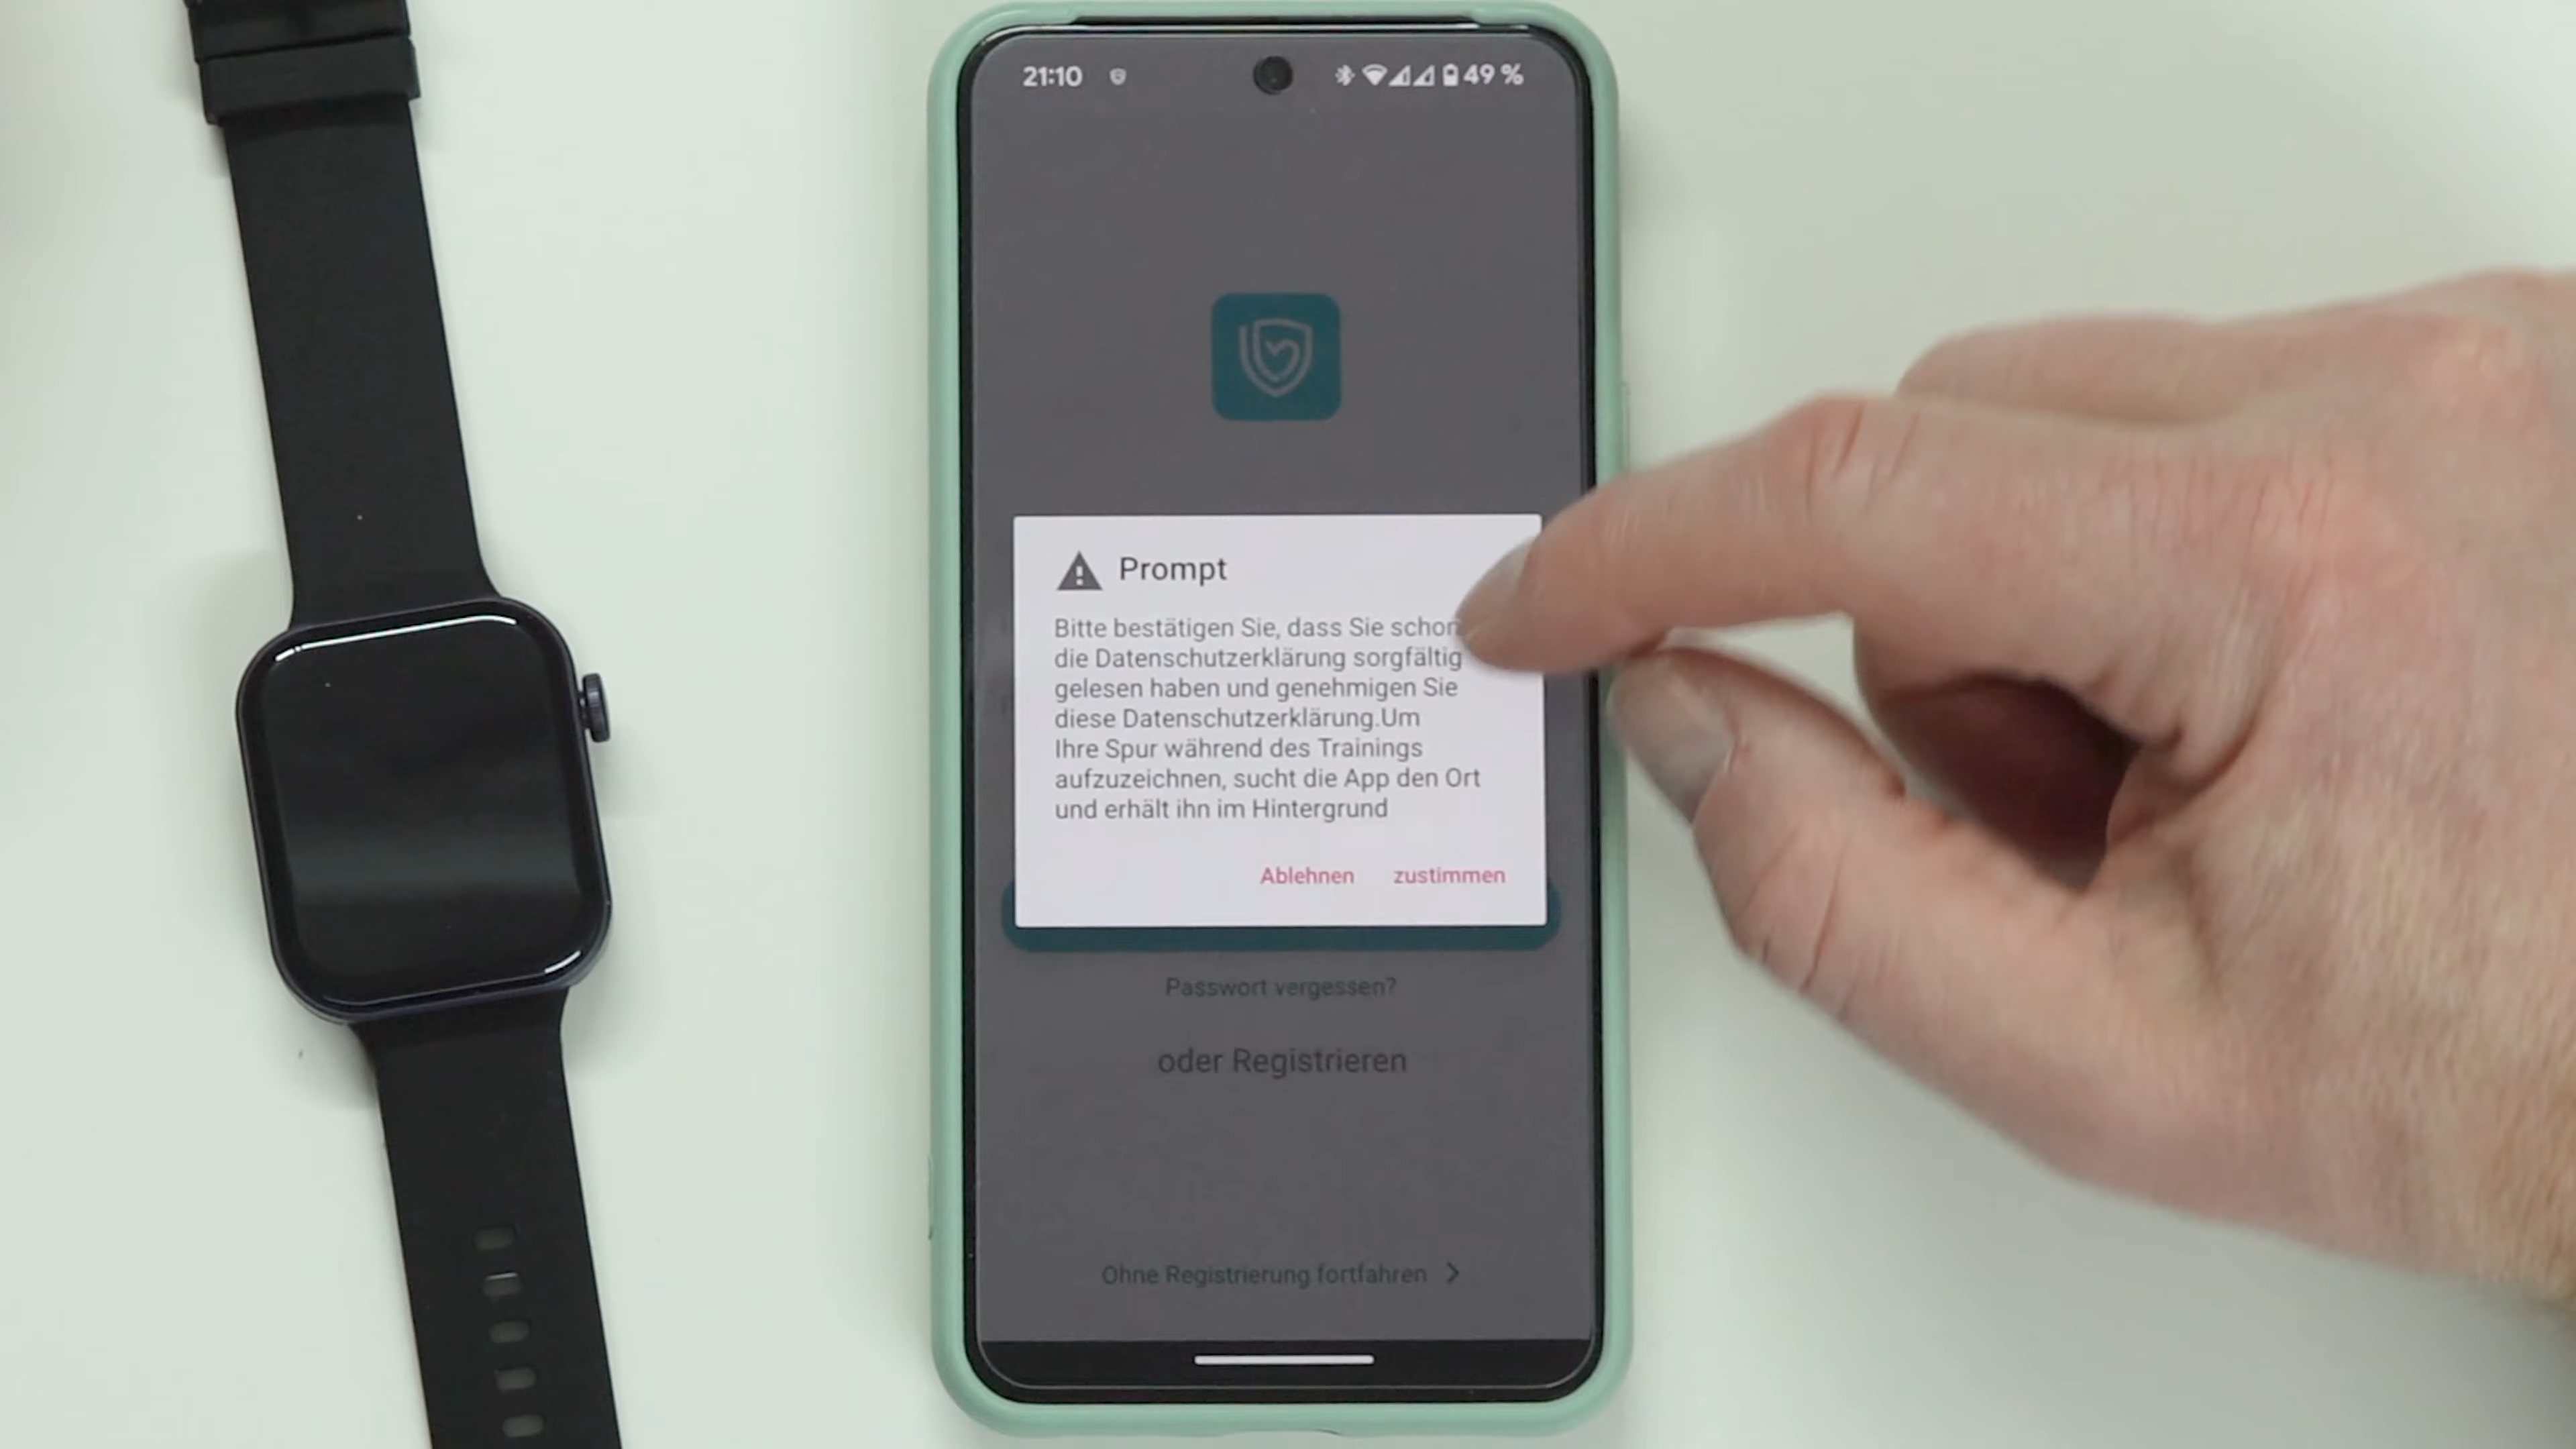 21:10
49 %
Prompt
Bitte bestätigen Sie, dass Sie schon
die Datenschutzerklärung sorgfältig
gelesen haben und genehmigen Sie
diese Datenschutzerklärung.Um
Ihre Spur während des Trainings
aufzuzeichnen, sucht die App den Ort
und erhält ihn im Hintergrund
Ablehnen zustimmen
Passwort vergessen?
oder Registrieren
Ohne Registrierung fortfahren